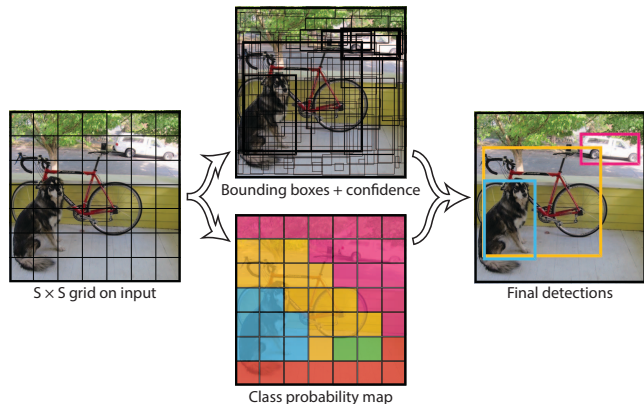 Bounding boxes + confidence
S × S grid on input
Final detections
Class probability map